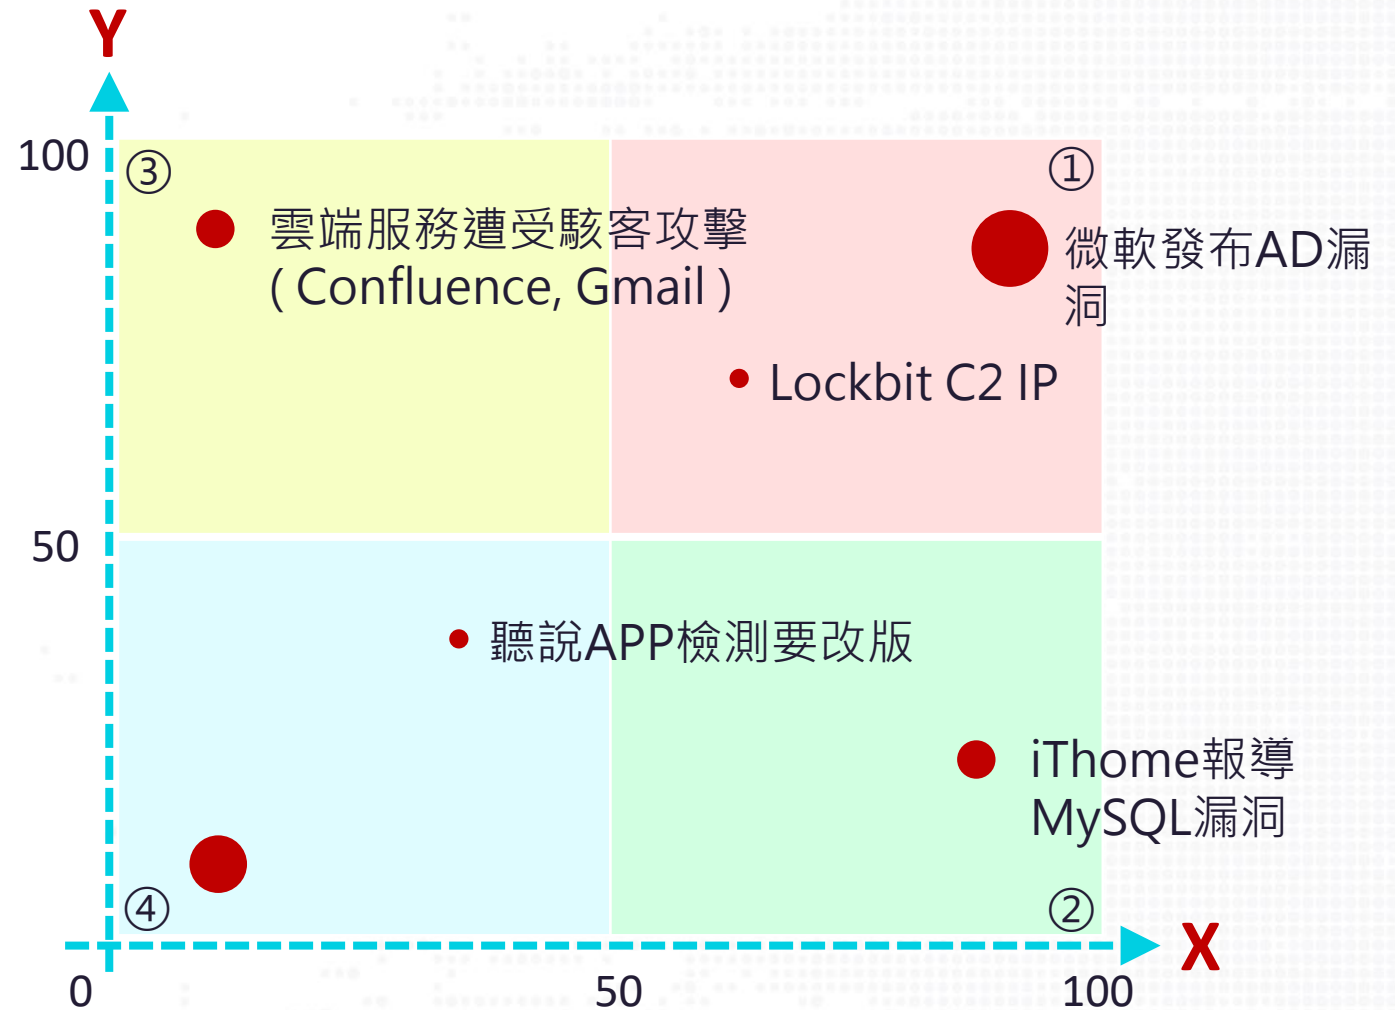 Y
100
③
①
雲端服務遭受駭客攻擊
( Confluence, Gmail )
微軟發布AD漏
洞
Lockbit C2 IP
50
聽說APP檢測要改版
iThome報導
MySQL漏洞
④
②
X
0
50
100